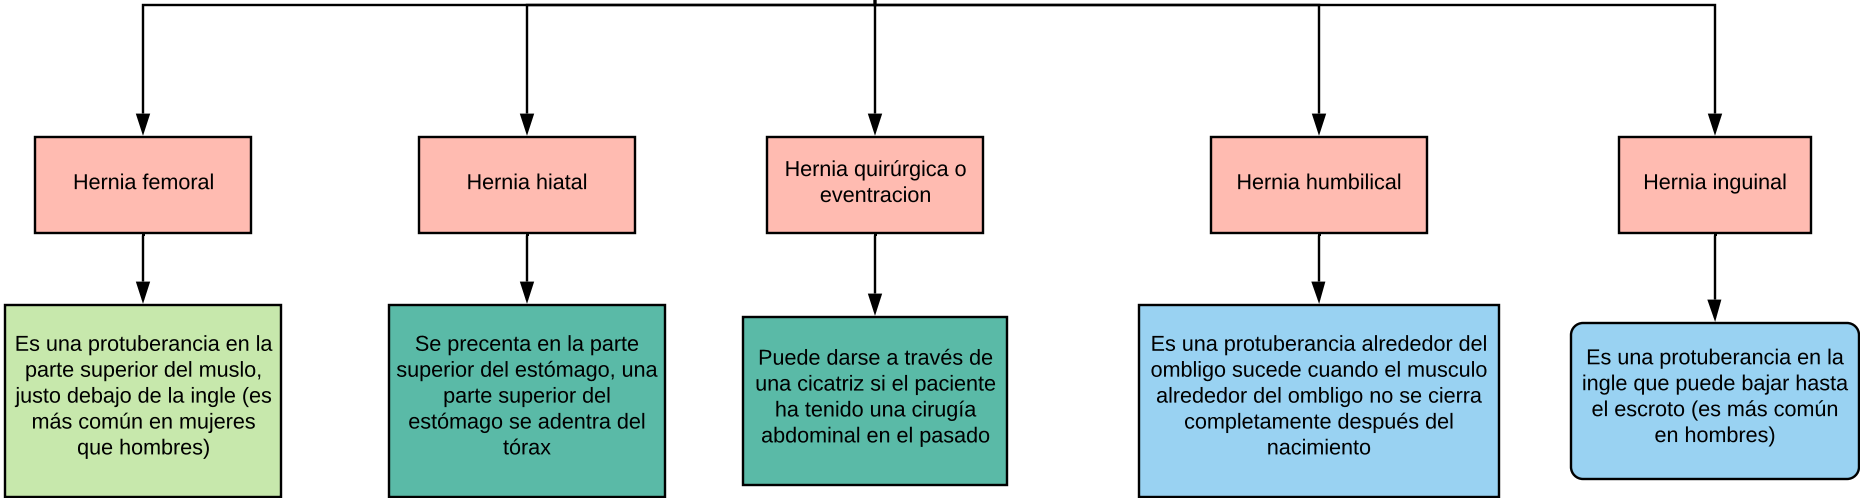 Hernia femoral
Hernia hiatal
Hernia quirúrgica o
eventracion
Hernia humbilical
Hernia inguinal
Es una protuberancia en la
parte superior del muslo,
justo debajo de la ingle (es
más común en mujeres
que hombres)
Se precenta en la parte
superior del estómago, una
parte superior del
estómago se adentra del
tórax
Puede darse a través de
una cicatriz si el paciente
ha tenido una cirugía
abdominal en el pasado
Es una protuberancia alrededor del
ombligo sucede cuando el musculo
alrededor del ombligo no se cierra
completamente después del
nacimiento
Es una protuberancia en la
ingle que puede bajar hasta
el escroto (es más común
en hombres)